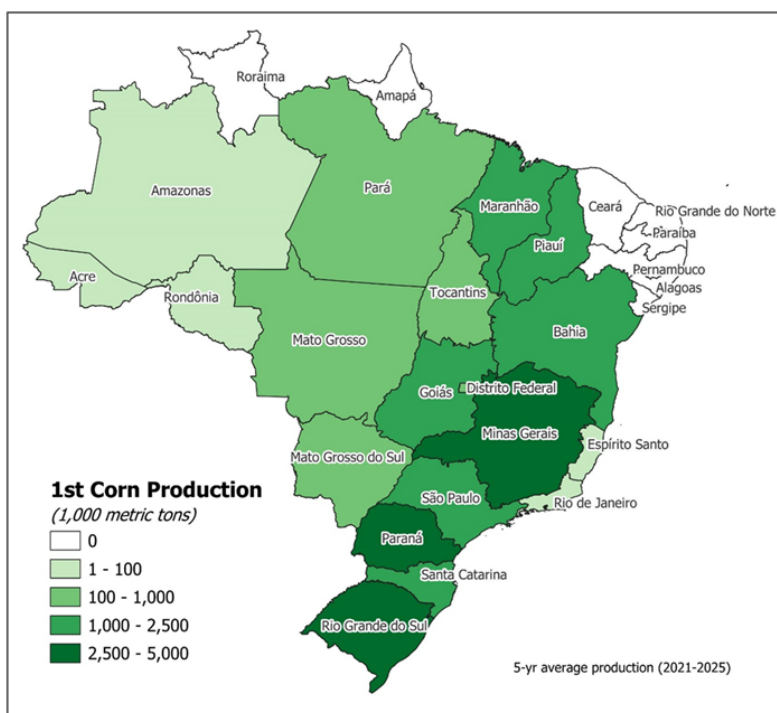 Roraima
Amapá
Amazonas
Pará
Maranhão
Ceará
Rio Grande do Norte
Paraíba
Piauí
Pernambuco
Acre
Rondônia
Tocantins
Alagoas
Sergipe
Mato Grosso
Bahia
Goiás
Distrito Federal
Minas Gerais
Espírito Santo
Mato Grosso do Sul
São Paulo
Rio de Janeiro
Paraná
Santa Catarina
Rio Grande do Sul
1st Corn Production
(1,000 metric tons)
0
1 - 100
100 - 1,000
1,000 - 2,500
2,500 - 5,000
5-yr average production (2021-2025)